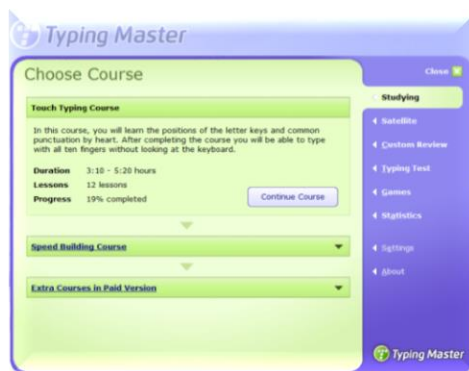 Typing Master
Choose Course
Close
Touch Typing Course
In this course, you will learn the positions of the letter keys and common
punctuation by heart. After completing the course you will be able to type
with all ten fingers without looking at the keyboard.
Duration 3:10 - 5:20 hours
Lessons 12 lessons
Progress 19% completed
Continue Course
Speed Building Course
Extra Courses in Paid Version
Studying
Satellite
Custom Review
Typing Test
Games
Statistics
Settings
About
Typing Master